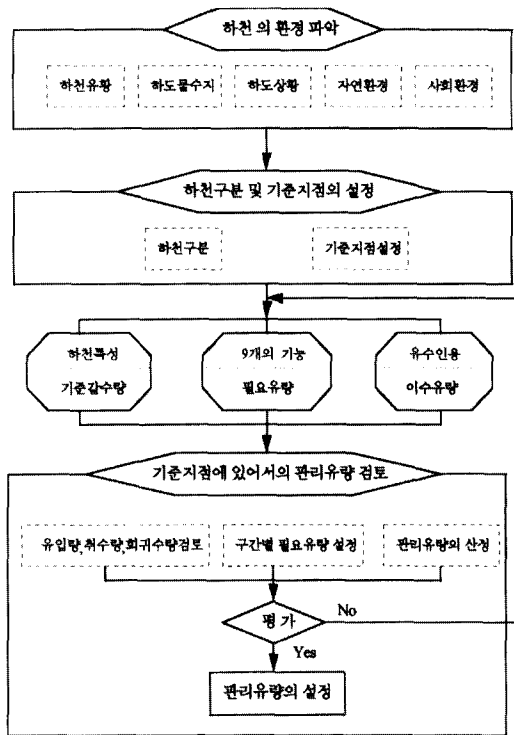 하천의 환경 파악
하천유황
하도물수지
하도상황
자연환경
사회환경
하천구분 및 기준지점의 설정
하천구분
기준지점설정
하천특성
기준갈수량
9개의 기능
필요유량
유수인용
이수유량
기준지점에 있어서의 관리유량 검토
유입량,취수량,회귀수량검토
구간별 필요유량 설정
관리유량의 산정
평가
No
Yes
관리유량의 설정